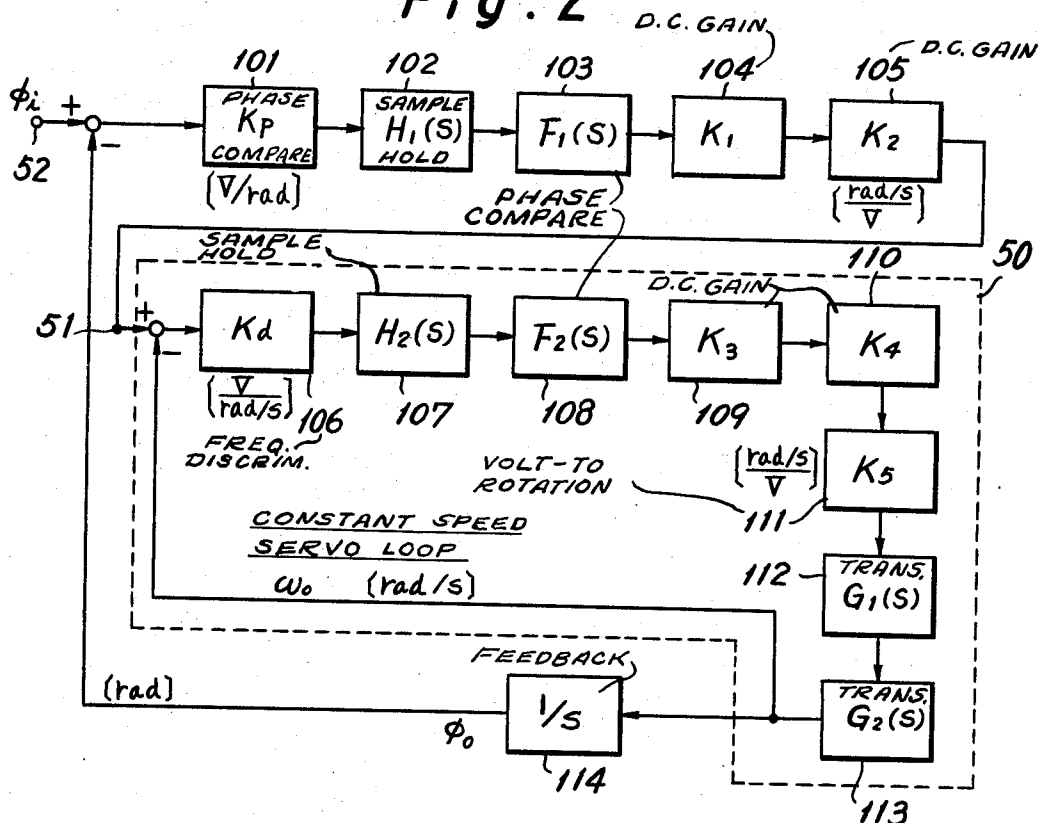 Fig. 2
D.C. GAIN
D.C. GAIN
101
102
103
104
105
φi
+
−
52
PHASE
KP
COMPARE
SAMPLE
H1(S)
HOLD
F1(S)
K1
K2
[V/rad]
PHASE
COMPARE
[rad/s / V]
SAMPLE
HOLD
D.C. GAIN
110
50
51
+
−
Kd
H2(S)
F2(S)
K3
K4
[V / rad/s]
106
107
108
109
FREQ.
DISCRIM.
VOLT-TO
ROTATION
[rad/s / V]
K5
111
CONSTANT SPEED
SERVO LOOP
ω0 [rad/s]
112
TRANS.
G1(S)
FEEDBACK
[rad]
φ0
1/S
TRANS.
G2(S)
114
113